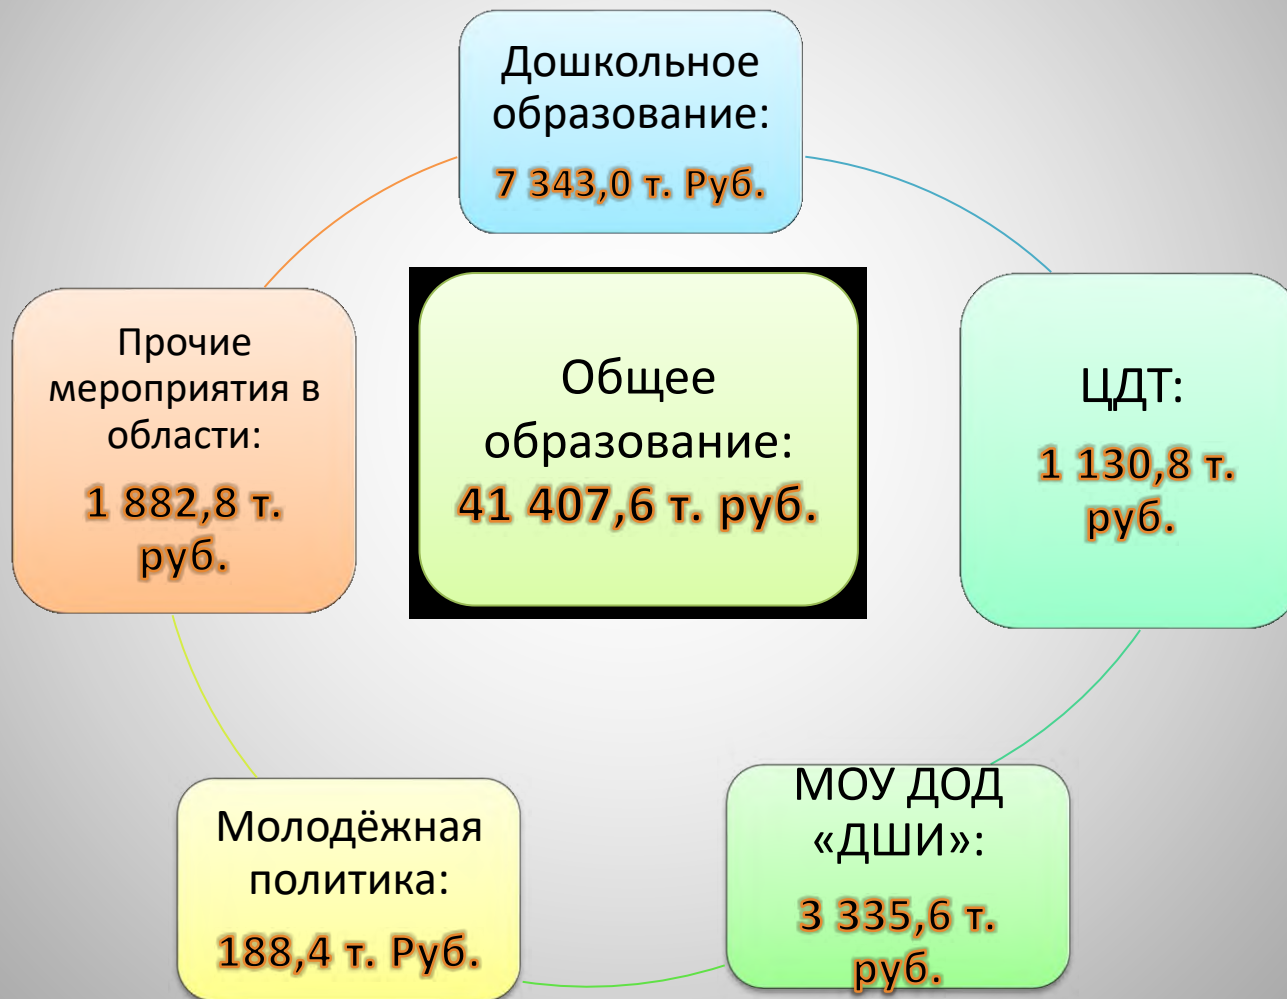 Дошкольное
образование:
7 343,0 т. Руб.
Общее
образование:
41 407,6 т. руб.
ЦДТ:
1 130,8 т.
руб.
МОУ ДОД
«ДШИ»:
3 335,6 т.
руб.
Молодёжная
политика:
188,4 т. Руб.
Прочие
мероприятия в
области:
1 882,8 т.
руб.